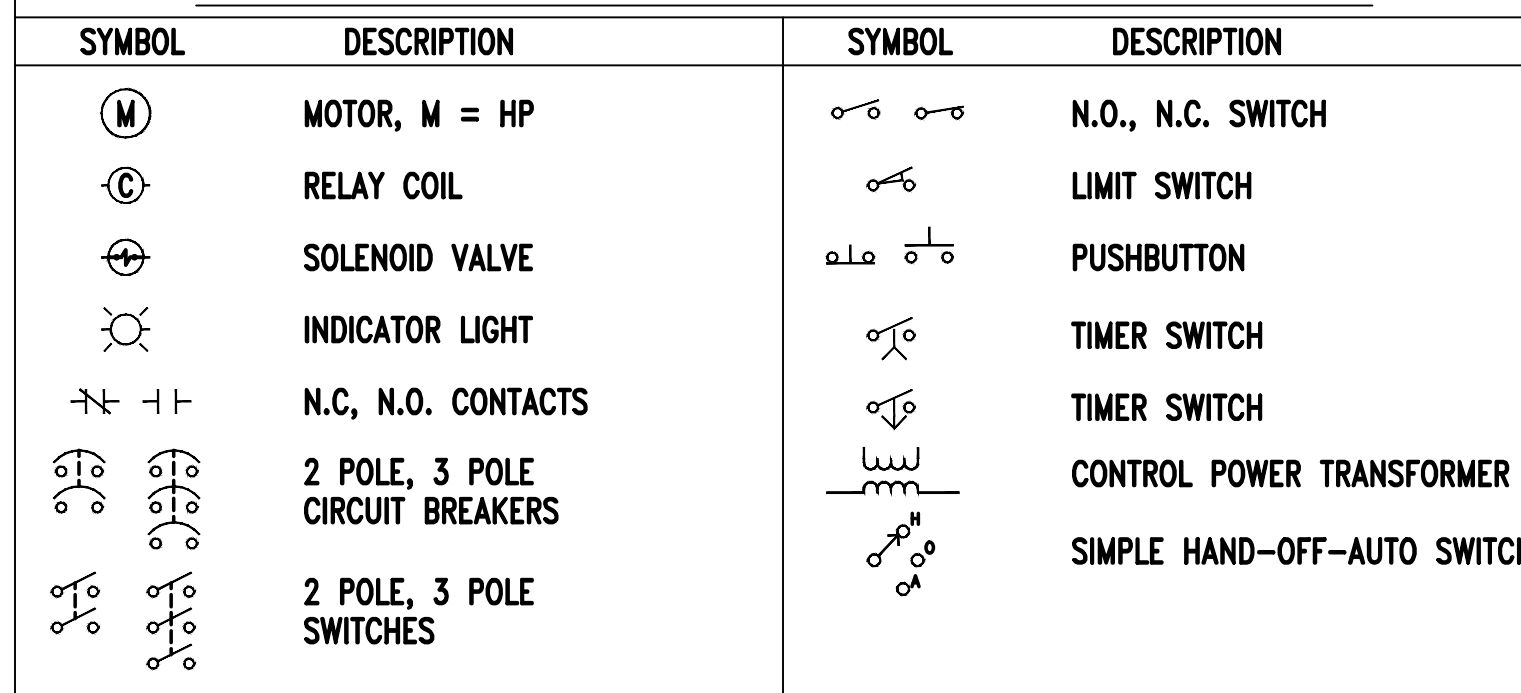 SYMBOL DESCRIPTION
M MOTOR, M = HP
C RELAY COIL
SOLENOID VALVE
INDICATOR LIGHT
N.C, N.O. CONTACTS
2 POLE, 3 POLE
CIRCUIT BREAKERS
2 POLE, 3 POLE
SWITCHES
SYMBOL DESCRIPTION
N.O., N.C. SWITCH
LIMIT SWITCH
PUSHBUTTON
TIMER SWITCH
TIMER SWITCH
CONTROL POWER TRANSFORMER
H
O
A
SIMPLE HAND-OFF-AUTO SWITCH